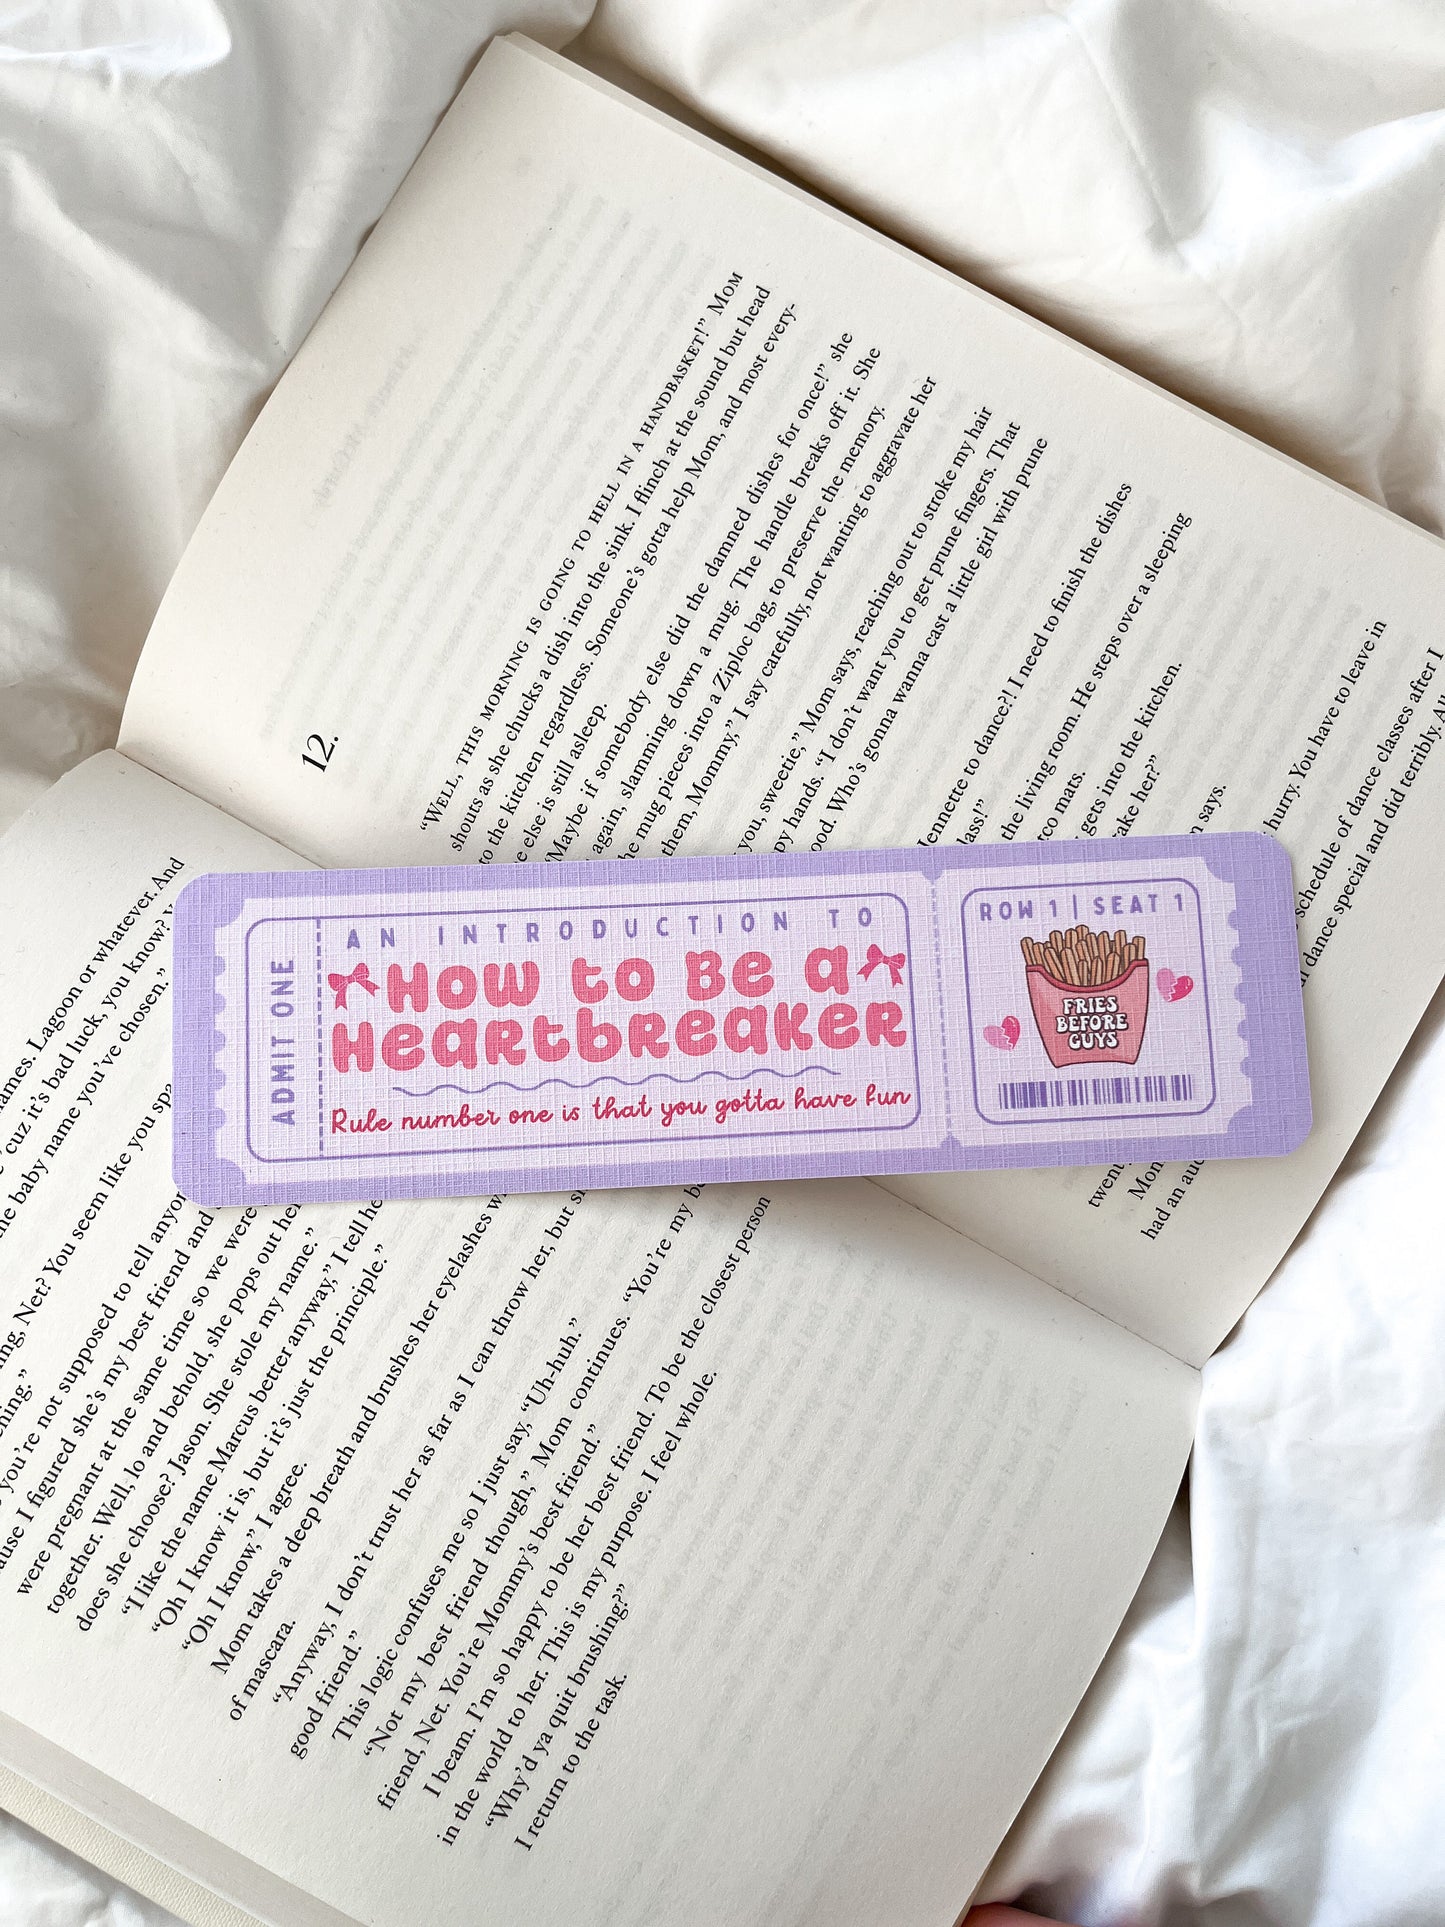 ADMIT ONE
AN INTRODUCTION TO
HOW to BE a
HEARtbREAKER
Rule number one is that you gotta have fun
ROW 1 | SEAT 1
FRIES
BEFORE
GUYS
names. Lagoon or whatever. And
'cuz it's bad luck, you know?
the baby name you've chosen."
Net? You seem like you
you're not supposed to tell
I figured she's my best friend and
were pregnant at the same time so we were
together. Well, lo and behold, she pops out
does she choose? Jason. She stole my name."
"I like the name Marcus better anyway," I tell
"Oh I know it is, but it's just the principle."
"Oh I know," I agree.
Mom takes a deep breath and brushes her eyelashes
of mascara.
"Anyway, I don't trust her as far as I can throw her, but
good friend."
This logic confuses me so I just say, "Uh-huh."
"Not my best friend though," Mom continues. "You're my
friend, Net. You're Mommy's best friend."
I beam. I'm so happy to be her best friend. To be the closest person
in the world to her. This is my purpose. I feel whole.
"Why'd ya quit brushing?"
I return to the task.
12.
"WELL, THIS MORNING IS GOING TO HELL IN A HANDBASKET!" MOM
shouts as she chucks a dish into the sink. I flinch at the sound but head
to the kitchen regardless. Someone's gotta help Mom, and most every-
else is still asleep.
"Maybe if somebody else did the damned dishes for once!" she
again, slamming down a mug. The handle breaks off it. She
mug pieces into a Ziploc bag, to preserve the memory.
them, Mommy," I say carefully, not wanting to aggravate her
you, sweetie," Mom says, reaching out to stroke my hair
hands. "I don't want you to get prune fingers. That
Who's gonna wanna cast a little girl with prune
Jennette to dance?! I need to finish the dishes
the living room. He steps over a sleeping
mats.
gets into the kitchen.
take her?"
says.
hurry. You have to leave in
schedule of dance classes after I
dance special and did terribly.
Mom
had an